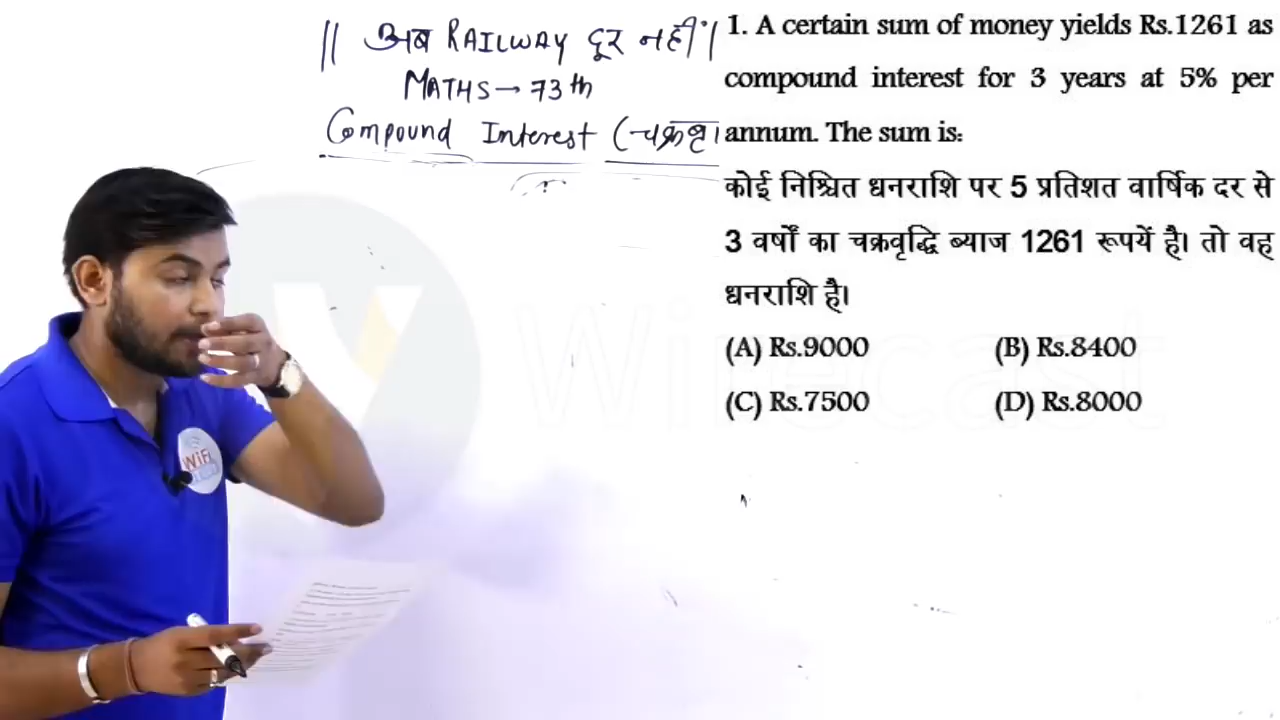 || अब RAILWAY दूर नहीं ||
MATHS → 73th
Compound Interest
1. A certain sum of money yields Rs.1261 as
compound interest for 3 years at 5% per
annum. The sum is:
कोई निश्चित धनराशि पर 5 प्रतिशत वार्षिक दर से
3 वर्षों का चक्रवृद्धि ब्याज 1261 रूपयें है। तो वह
धनराशि है।
(A) Rs.9000 (B) Rs.8400
(C) Rs.7500 (D) Rs.8000
Wirecast
WiFi